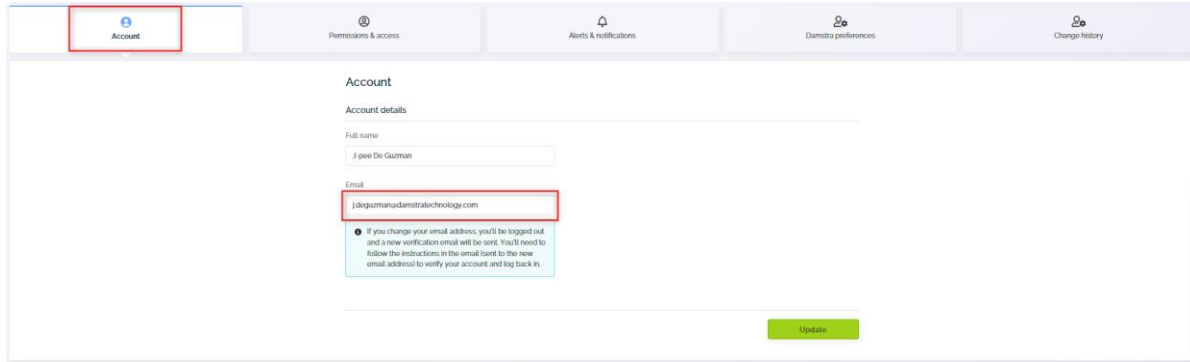 Account
Permissions & access
Alerts & notifications
Damstra preferences
Change history
Account
Account details
Full name
J-pee De Guzman
Email
j.deguzman@damstratechnology.com
If you change your email address, you'll be logged out
and a new verification email will be sent. You'll need to
follow the instructions in the email (sent to the new
email address) to verify your account and log back in.
Update